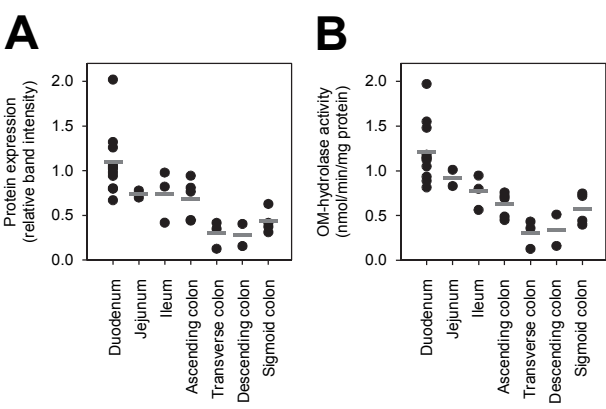 A
Protein expression
(relative band intensity)
2.0
1.5
1.0
0.5
0.0
Duodenum
Jejunum
Ileum
Ascending colon
Transverse colon
Descending colon
Sigmoid colon
B
OM-hydrolase activity
(nmol/min/mg protein)
2.0
1.5
1.0
0.5
0.0
Duodenum
Jejunum
Ileum
Ascending colon
Transverse colon
Descending colon
Sigmoid colon